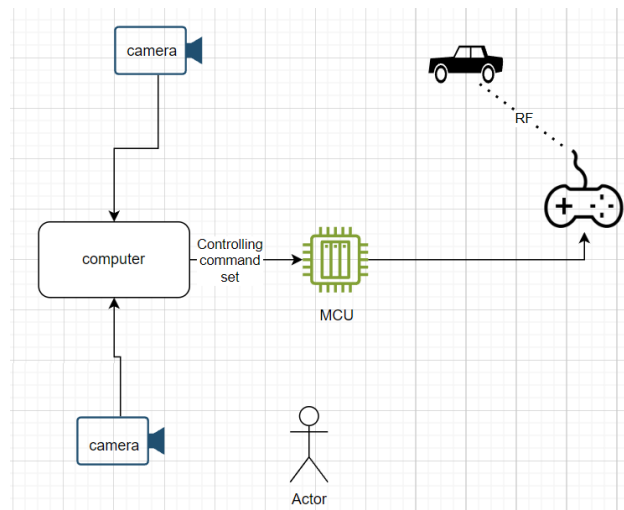 camera
RF
computer
Controlling
command
set
MCU
camera
Actor